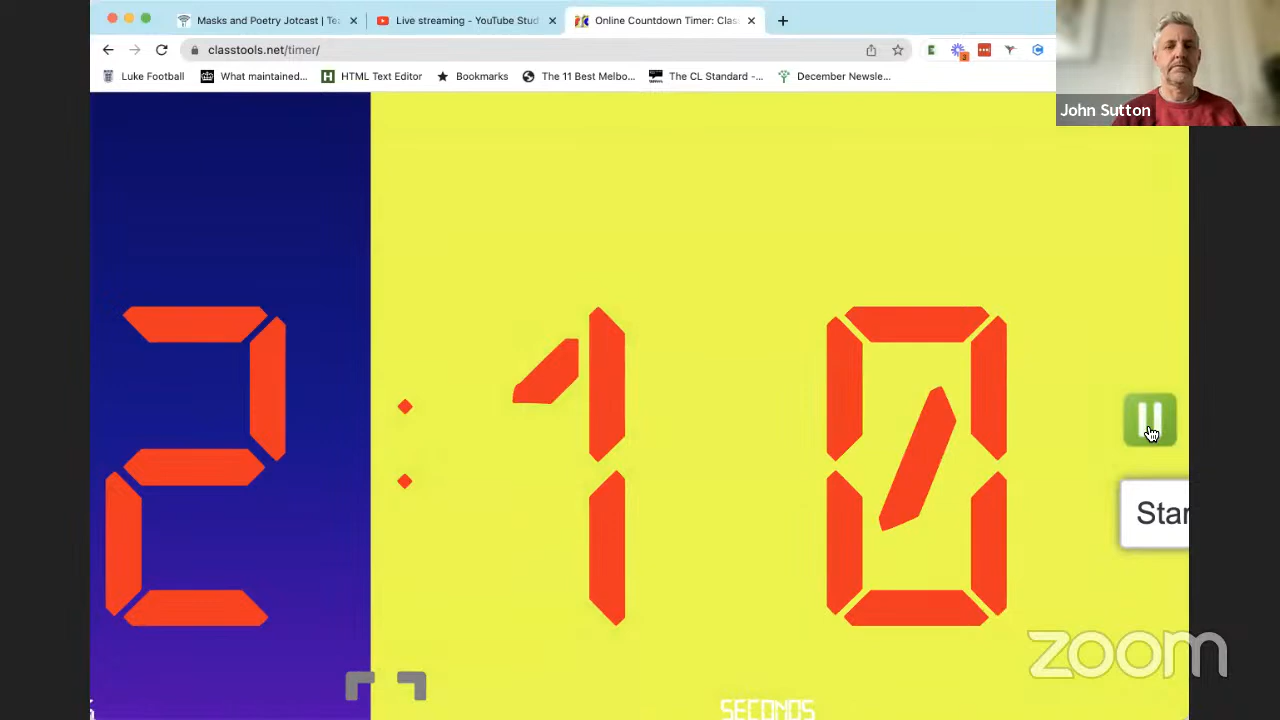 Masks and Poetry Jotcast | Te
Live streaming - YouTube Stud
Online Countdown Timer: Clas
classtools.net/timer/
Luke Football
What maintained...
HTML Text Editor
Bookmarks
The 11 Best Melbo...
The CL Standard -...
December Newsle...
John Sutton
2:10
Star
SECONDS
zoom